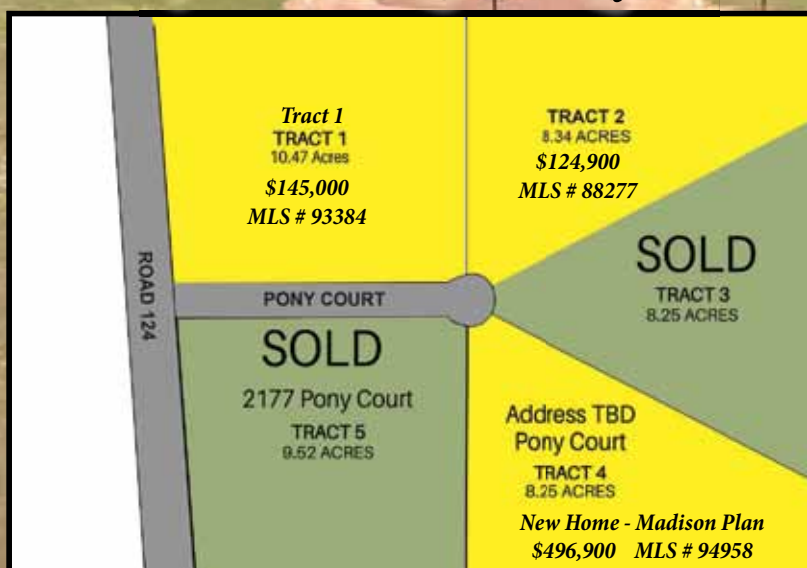 Tract 1
TRACT 1
10.47 Acres
$145,000
MLS # 93384
TRACT 2
8.34 ACRES
$124,900
MLS # 88277
SOLD
TRACT 3
8.25 ACRES
ROAD 124
PONY COURT
SOLD
2177 Pony Court
TRACT 5
9.52 ACRES
Address TBD
Pony Court
TRACT 4
8.25 ACRES
New Home - Madison Plan
$496,900 MLS # 94958